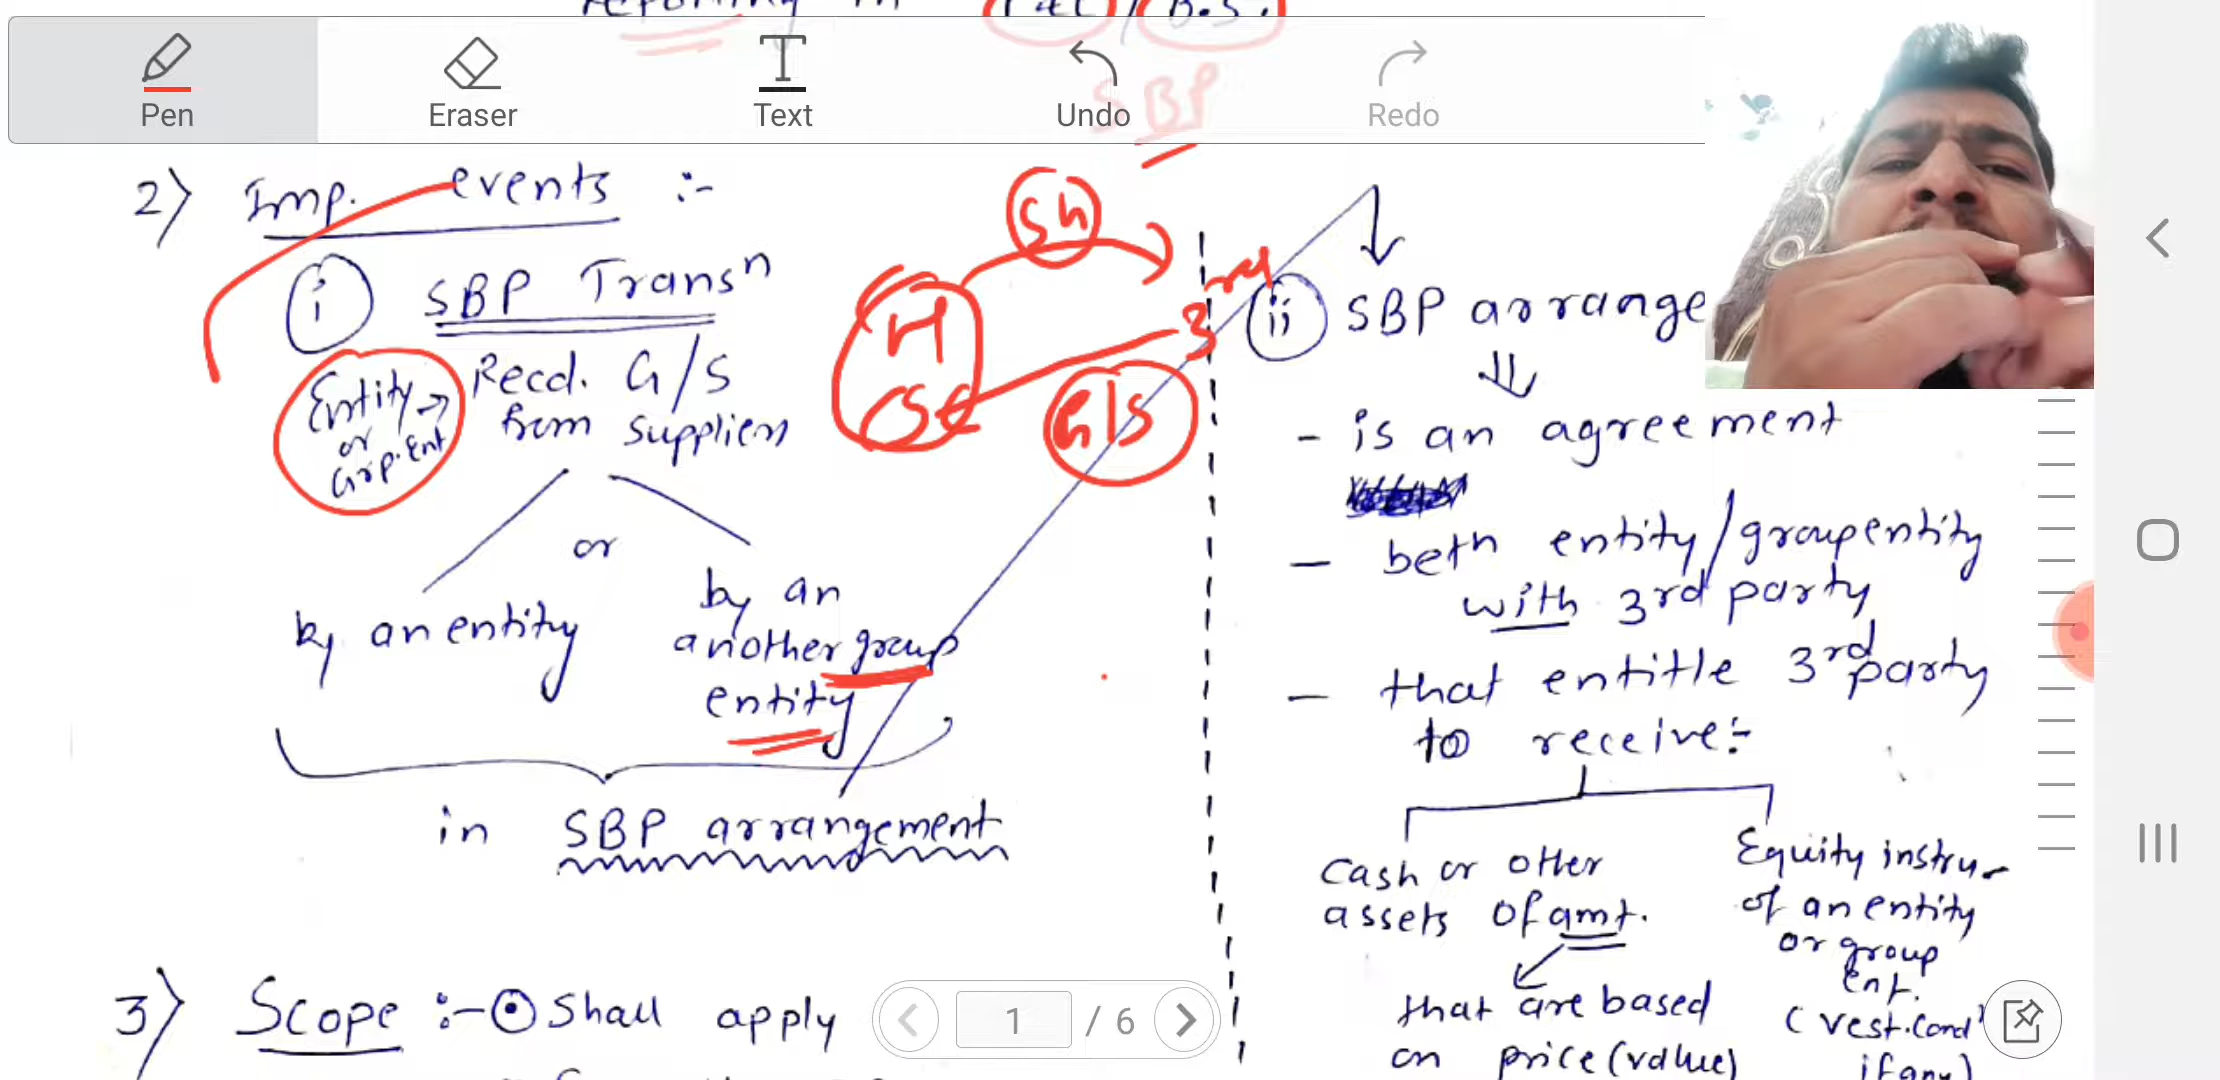 reporting in P&L / B.S.
Pen
Eraser
Text
Undo
Redo
SBP
2) Imp. events :-
i SBP Transⁿ
Entity →
or
Grp. Ent
Recd. G/S
from suppliers
by an entity
or
by an
another group
entity
in SBP arrangement
Sh
H
S
3rd
G/S
ii SBP arrange
- is an agreement
- betn entity/group entity
with 3rd party
- that entitle 3rd party
to receive:-
Cash or other
assets of amt.
that are based
on price (value)
Equity instru-
of an entity
or group
Ent.
(vest. Cond
if any)
3) Scope :- Shall apply
1 / 6